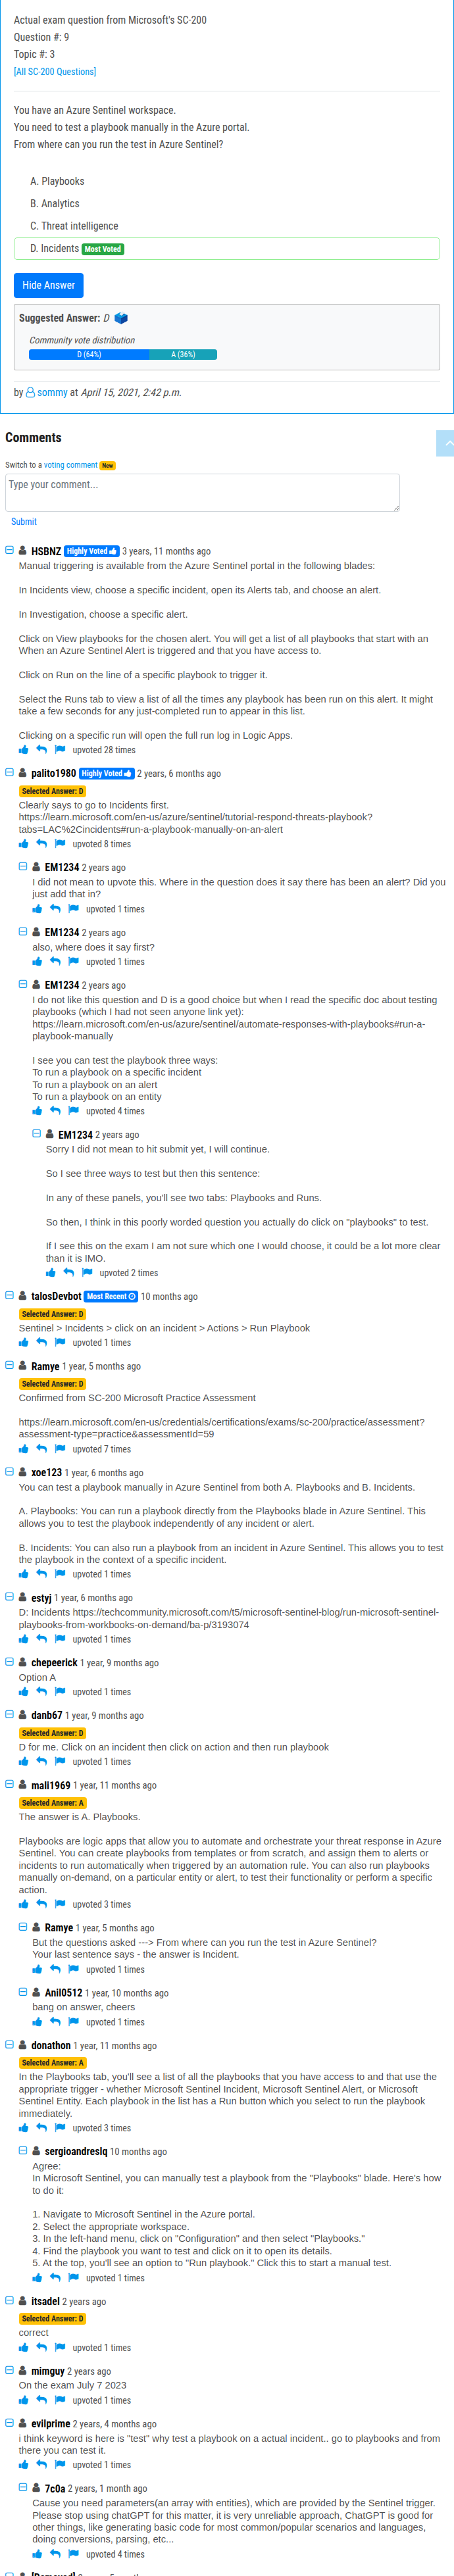 Actual exam question from Microsoft's SC-200
Question #: 9
Topic #: 3
[All SC-200 Questions]
You have an Azure Sentinel workspace.
You need to test a playbook manually in the Azure portal.
From where can you run the test in Azure Sentinel?
A. Playbooks
B. Analytics
C. Threat intelligence
D. Incidents Most Voted
Hide Answer
Suggested Answer: D
Community vote distribution
D (64%) A (36%)
by sommy at April 15, 2021, 2:42 p.m.
Comments
Switch to a voting comment New
Type your comment...
Submit
HSBNZ Highly Voted 3 years, 11 months ago
Manual triggering is available from the Azure Sentinel portal in the following blades:
In Incidents view, choose a specific incident, open its Alerts tab, and choose an alert.
In Investigation, choose a specific alert.
Click on View playbooks for the chosen alert. You will get a list of all playbooks that start with an
When an Azure Sentinel Alert is triggered and that you have access to.
Click on Run on the line of a specific playbook to trigger it.
Select the Runs tab to view a list of all the times any playbook has been run on this alert. It might
take a few seconds for any just-completed run to appear in this list.
Clicking on a specific run will open the full run log in Logic Apps.
upvoted 28 times
palito1980 Highly Voted 2 years, 6 months ago
Selected Answer: D
Clearly says to go to Incidents first.
https://learn.microsoft.com/en-us/azure/sentinel/tutorial-respond-threats-playbook?
tabs=LAC%2Cincidents#run-a-playbook-manually-on-an-alert
upvoted 8 times
EM1234 2 years ago
I did not mean to upvote this. Where in the question does it say there has been an alert? Did you
just add that in?
upvoted 1 times
EM1234 2 years ago
also, where does it say first?
upvoted 1 times
EM1234 2 years ago
I do not like this question and D is a good choice but when I read the specific doc about testing
playbooks (which I had not seen anyone link yet):
https://learn.microsoft.com/en-us/azure/sentinel/automate-responses-with-playbooks#run-a-
playbook-manually
I see you can test the playbook three ways:
To run a playbook on a specific incident
To run a playbook on an alert
To run a playbook on an entity
upvoted 4 times
EM1234 2 years ago
Sorry I did not mean to hit submit yet, I will continue.
So I see three ways to test but then this sentence:
In any of these panels, you'll see two tabs: Playbooks and Runs.
So then, I think in this poorly worded question you actually do click on "playbooks" to test.
If I see this on the exam I am not sure which one I would choose, it could be a lot more clear
than it is IMO.
upvoted 2 times
talosDevbot Most Recent 10 months ago
Selected Answer: D
Sentinel > Incidents > click on an incident > Actions > Run Playbook
upvoted 1 times
Ramye 1 year, 5 months ago
Selected Answer: D
Confirmed from SC-200 Microsoft Practice Assessment
https://learn.microsoft.com/en-us/credentials/certifications/exams/sc-200/practice/assessment?
assessment-type=practice&assessmentId=59
upvoted 7 times
xoe123 1 year, 6 months ago
You can test a playbook manually in Azure Sentinel from both A. Playbooks and B. Incidents.
A. Playbooks: You can run a playbook directly from the Playbooks blade in Azure Sentinel. This
allows you to test the playbook independently of any incident or alert.
B. Incidents: You can also run a playbook from an incident in Azure Sentinel. This allows you to test
the playbook in the context of a specific incident.
upvoted 1 times
estyj 1 year, 6 months ago
D: Incidents https://techcommunity.microsoft.com/t5/microsoft-sentinel-blog/run-microsoft-sentinel-
playbooks-from-workbooks-on-demand/ba-p/3193074
upvoted 1 times
chepeerick 1 year, 9 months ago
Option A
upvoted 1 times
danb67 1 year, 9 months ago
Selected Answer: D
D for me. Click on an incident then click on action and then run playbook
upvoted 1 times
mali1969 1 year, 11 months ago
Selected Answer: A
The answer is A. Playbooks.
Playbooks are logic apps that allow you to automate and orchestrate your threat response in Azure
Sentinel. You can create playbooks from templates or from scratch, and assign them to alerts or
incidents to run automatically when triggered by an automation rule. You can also run playbooks
manually on-demand, on a particular entity or alert, to test their functionality or perform a specific
action.
upvoted 3 times
Ramye 1 year, 5 months ago
But the questions asked ---> From where can you run the test in Azure Sentinel?
Your last sentence says - the answer is Incident.
upvoted 1 times
Anil0512 1 year, 10 months ago
bang on answer, cheers
upvoted 1 times
donathon 1 year, 11 months ago
Selected Answer: A
In the Playbooks tab, you'll see a list of all the playbooks that you have access to and that use the
appropriate trigger - whether Microsoft Sentinel Incident, Microsoft Sentinel Alert, or Microsoft
Sentinel Entity. Each playbook in the list has a Run button which you select to run the playbook
immediately.
upvoted 3 times
sergioandreslq 10 months ago
Agree:
In Microsoft Sentinel, you can manually test a playbook from the "Playbooks" blade. Here's how
to do it:
1. Navigate to Microsoft Sentinel in the Azure portal.
2. Select the appropriate workspace.
3. In the left-hand menu, click on "Configuration" and then select "Playbooks."
4. Find the playbook you want to test and click on it to open its details.
5. At the top, you'll see an option to "Run playbook." Click this to start a manual test.
upvoted 1 times
itsadel 2 years ago
Selected Answer: D
correct
upvoted 1 times
mimguy 2 years ago
On the exam July 7 2023
upvoted 1 times
evilprime 2 years, 4 months ago
i think keyword is here is "test" why test a playbook on a actual incident.. go to playbooks and from
there you can test it.
upvoted 1 times
7c0a 2 years, 1 month ago
Cause you need parameters(an array with entities), which are provided by the Sentinel trigger.
Please stop using chatGPT for this matter, it is very unreliable approach, ChatGPT is good for
other things, like generating basic code for most common/popular scenarios and languages,
doing conversions, parsing, etc...
upvoted 4 times